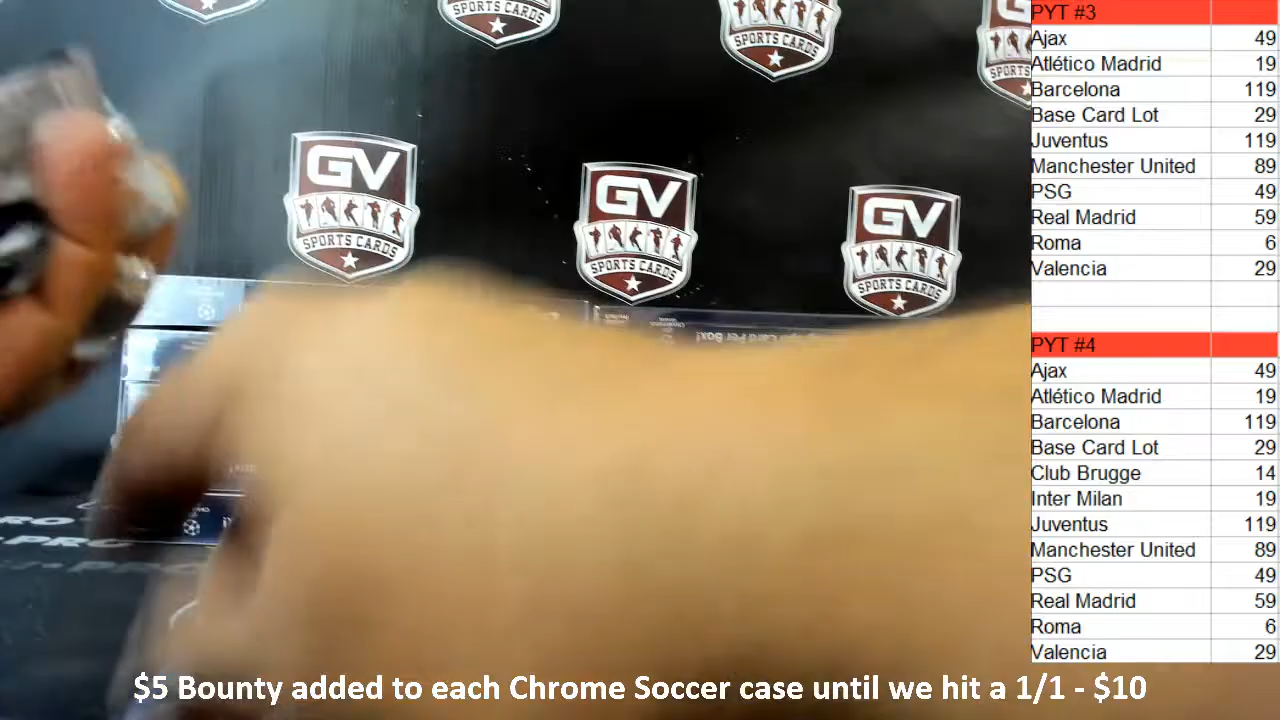 GV
SPORTS CARDS
GV
SPORTS CARDS
GV
SPORTS CARDS
SPORTS CARDS
SPORTS CARDS
Card Per Box!
PYT #3
Ajax 49
Atlético Madrid 19
Barcelona 119
Base Card Lot 29
Juventus 119
Manchester United 89
PSG 49
Real Madrid 59
Roma 6
Valencia 29
PYT #4
Ajax 49
Atlético Madrid 19
Barcelona 119
Base Card Lot 29
Club Brugge 14
Inter Milan 19
Juventus 119
Manchester United 89
PSG 49
Real Madrid 59
Roma 6
Valencia 29
$5 Bounty added to each Chrome Soccer case until we hit a 1/1 - $10